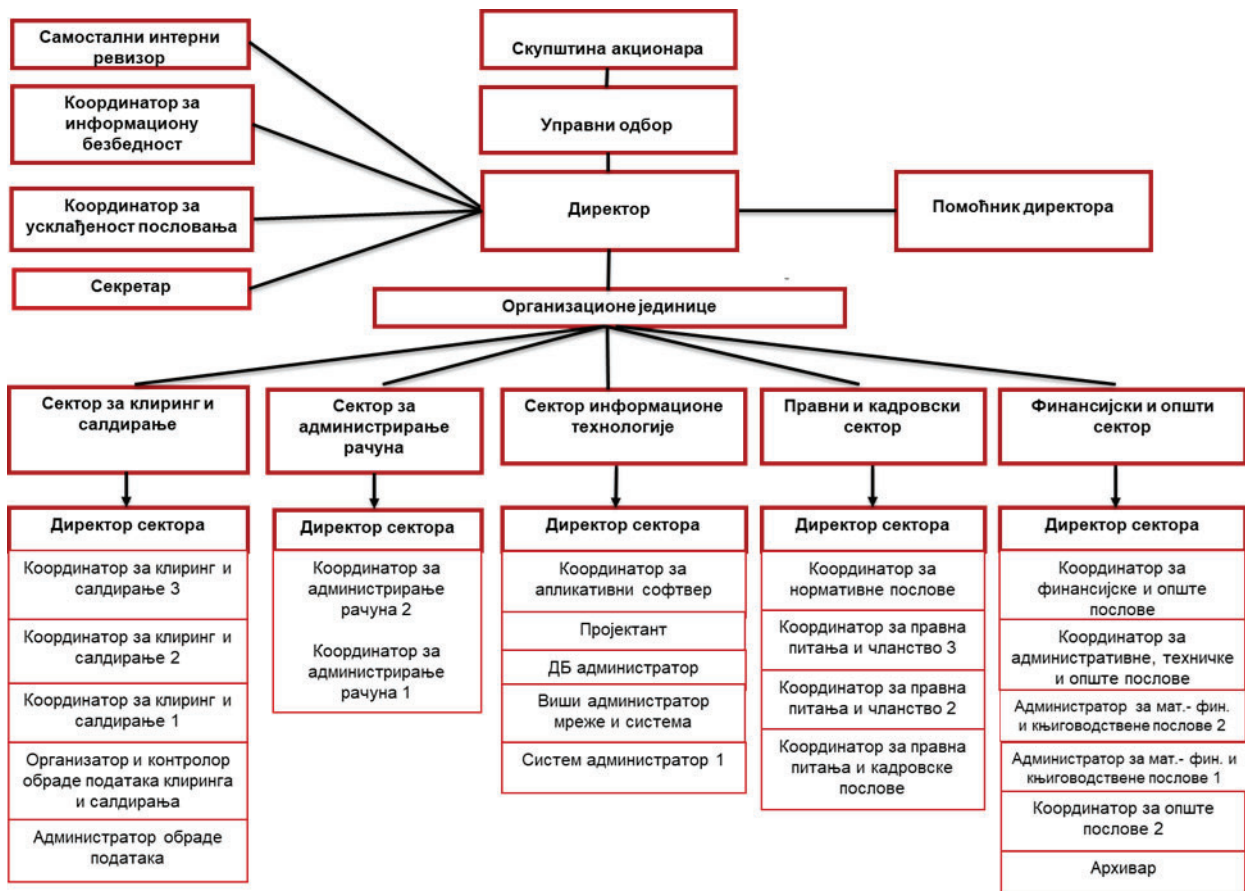 Самостални интерни
ревизор
Скупштина акционара
Координатор за
информациону
безбедност
Управни одбор
Координатор за
усклађеност пословања
Директор
Помоћник директора
Секретар
Организационе јединице
Сектор за клиринг и
салдирање
Сектор за
администрирање
рачуна
Сектор информационе
технологије
Правни и кадровски
сектор
Финансијски и општи
сектор
Директор сектора
Координатор за клиринг и
салдирање 3
Координатор за клиринг и
салдирање 2
Координатор за клиринг и
салдирање 1
Организатор и контролор
обраде података клиринга
и салдирања
Администратор обраде
података
Директор сектора
Координатор за
администрирање
рачуна 2
Координатор за
администрирање
рачуна 1
Директор сектора
Координатор за
апликативни софтвер
Пројектант
ДБ администратор
Виши администратор
мреже и система
Систем администратор 1
Директор сектора
Координатор за
нормативне послове
Координатор за правна
питања и чланство 3
Координатор за правна
питања и чланство 2
Координатор за правна
питања и кадровске
послове
Директор сектора
Координатор за
финансијске и опште
послове
Координатор за
административне, техничке
и опште послове
Администратор за мат.- фин.
и књиговодствене послове 2
Администратор за мат.- фин. и
књиговодствене послове 1
Координатор за опште
послове 2
Архивар